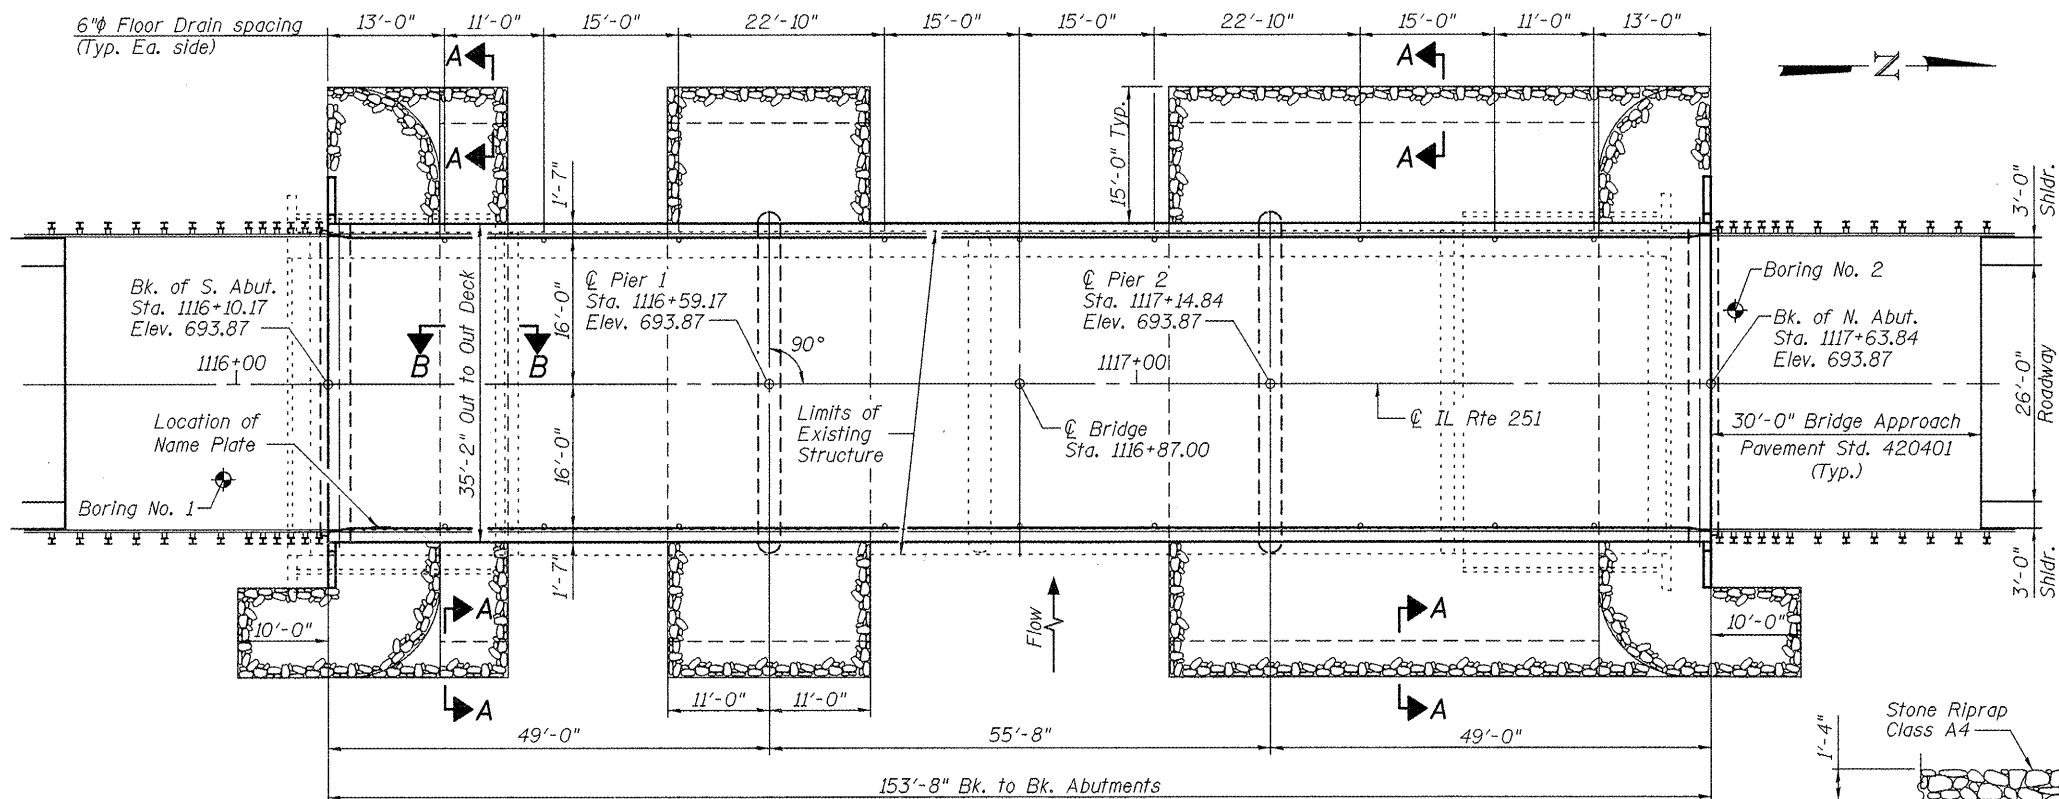 6"φ Floor Drain spacing
(Typ. Ea. side)
13'-0"
11'-0"
15'-0"
22'-10"
15'-0"
15'-0"
22'-10"
15'-0"
11'-0"
13'-0"
A
A
N
A
A
1'-7"
15'-0" Typ.
3'-0"
Shldr.
Bk. of S. Abut.
Sta. 1116+10.17
Elev. 693.87
1116+00
B
B
35'-2" Out to Out Deck
16'-0"
16'-0"
℄ Pier 1
Sta. 1116+59.17
Elev. 693.87
90°
Limits of
Existing
Structure
℄ Pier 2
Sta. 1117+14.84
Elev. 693.87
1117+00
℄ Bridge
Sta. 1116+87.00
℄ IL Rte 251
Boring No. 2
Bk. of N. Abut.
Sta. 1117+63.84
Elev. 693.87
30'-0" Bridge Approach
Pavement Std. 420401
(Typ.)
26'-0"
Roadway
Location of
Name Plate
Boring No. 1
1'-7"
3'-0"
Shldr.
10'-0"
A
A
Flow
A
A
10'-0"
11'-0"
11'-0"
49'-0"
55'-8"
49'-0"
153'-8" Bk. to Bk. Abutments
Stone Riprap
Class A4
1'-4"